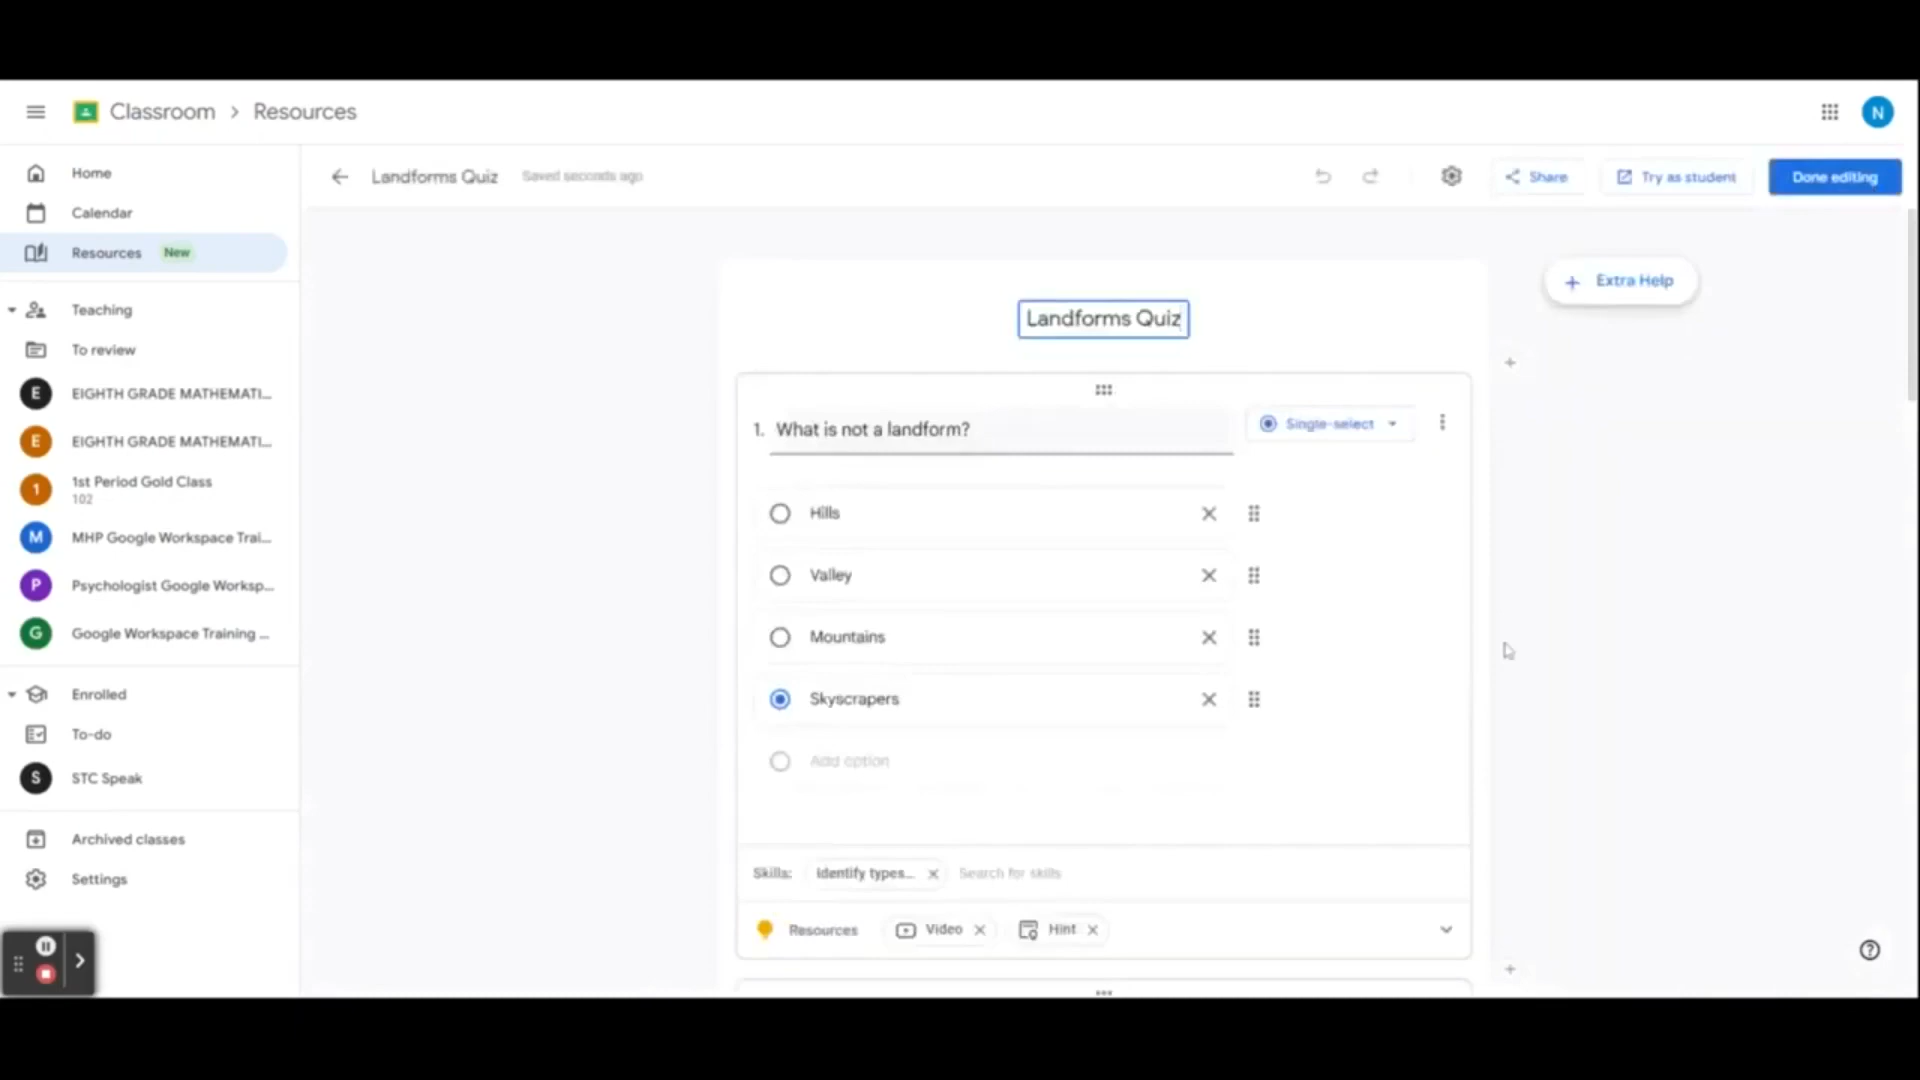 Classroom > Resources
N
Home
Calendar
Resources New
Teaching
To review
E EIGHTH GRADE MATHEMATI...
E EIGHTH GRADE MATHEMATI...
1 1st Period Gold Class
102
M MHP Google Workspace Trai...
P Psychologist Google Worksp...
G Google Workspace Training ...
Enrolled
To-do
S STC Speak
Archived classes
Settings
Landforms Quiz Saved seconds ago
Share
Try as student
Done editing
+ Extra Help
Landforms Quiz
1. What is not a landform?
Single-select
Hills
Valley
Mountains
Skyscrapers
Add option
Skills: Identify types... Search for skills
Resources Video Hint